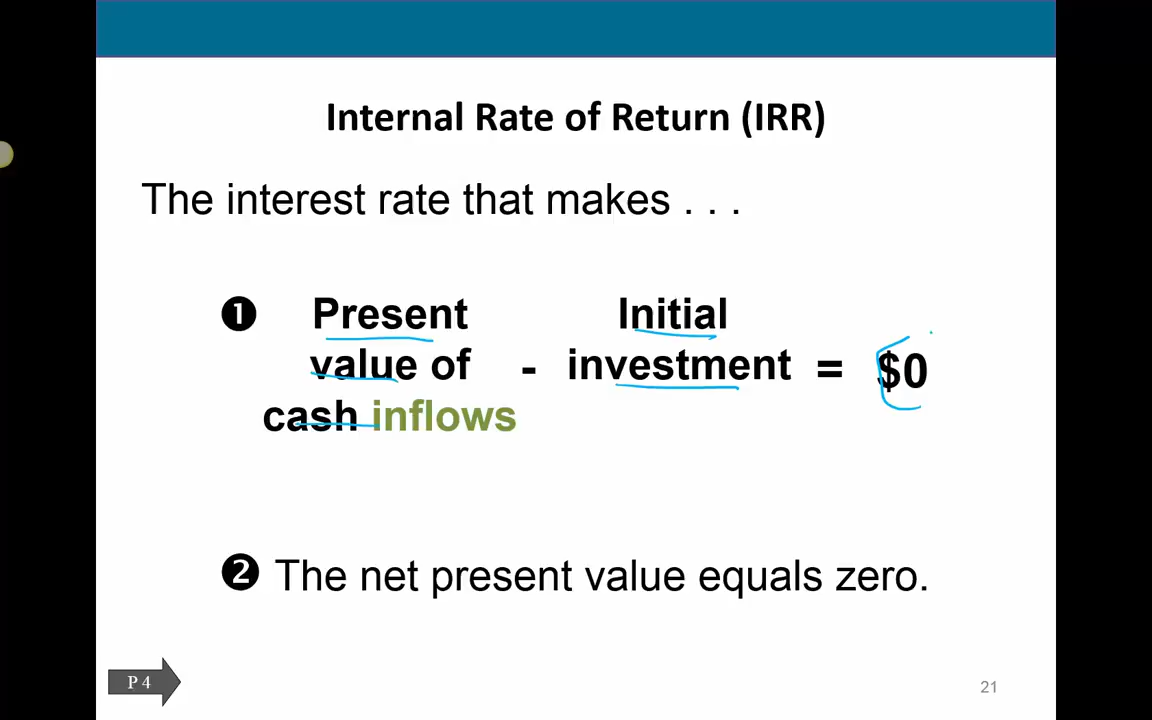 Internal Rate of Return (IRR)
The interest rate that makes . . .
❶ Present Initial
value of - investment = $0
cash inflows
❷ The net present value equals zero.
P 4
21